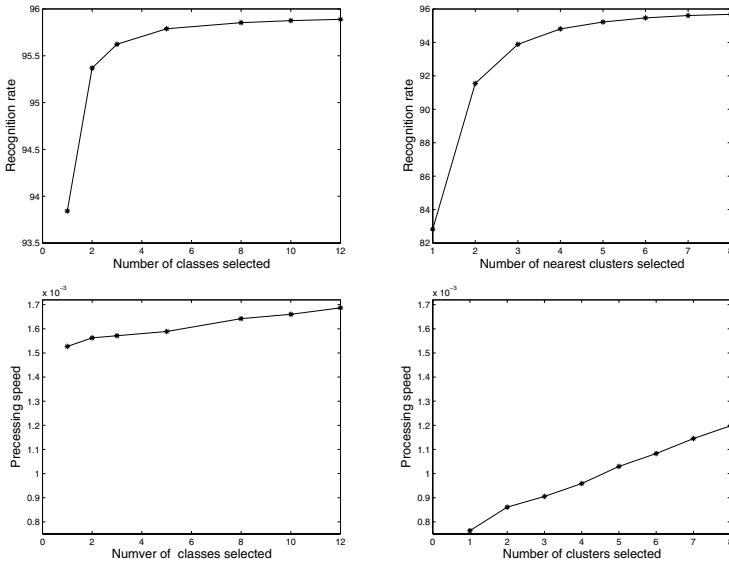 96
95.5
95
94.5
94
93.5
0 2 4 6 8 10 12
Recognition rate
Number of classes selected
96
94
92
90
88
86
84
82
1 2 3 4 5 6 7 8
Recognition rate
Number of nearest clusters selected
x 10^-3
1.7
1.6
1.5
1.4
1.3
1.2
1.1
1
0.9
0.8
0 2 4 6 8 10 12
Precessing speed
Numver of classes selected
x 10^-3
1.7
1.6
1.5
1.4
1.3
1.2
1.1
1
0.9
0.8
0 1 2 3 4 5 6 7 8
Processing speed
Number of clusters selected